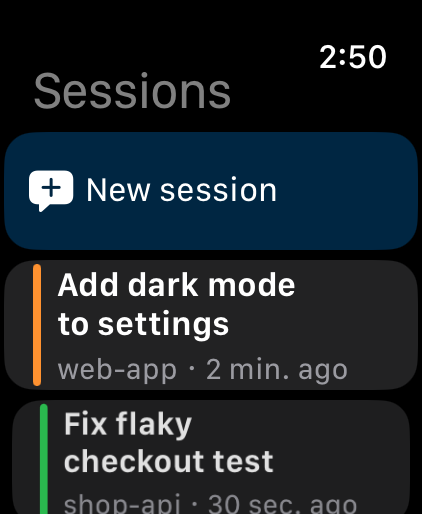 2:50
Sessions
New session
Add dark mode
to settings
web-app · 2 min. ago
Fix flaky
checkout test
shop-api · 30 sec. ago